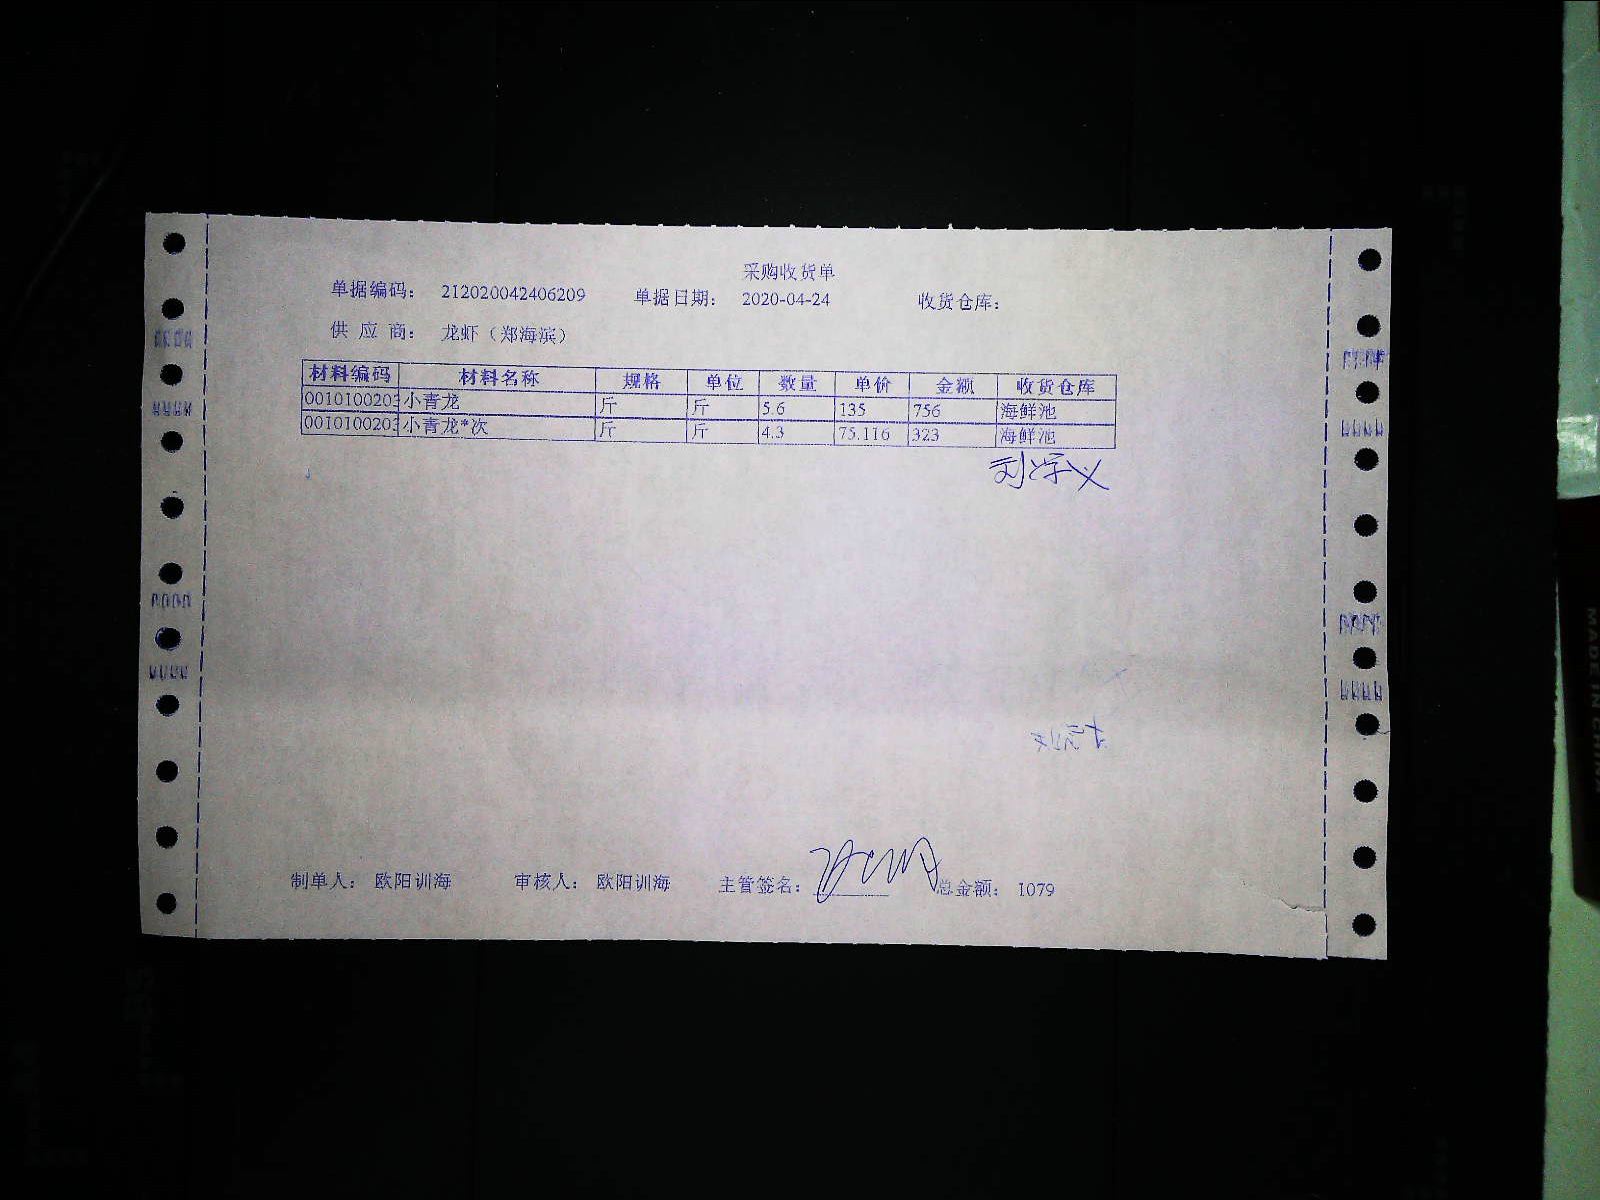 采购收货单
单据编码： 212020042406209 单据日期： 2020-04-24 收货仓库：
供 应 商： 龙虾（郑海滨）
材料编码 材料名称 规格 单位 数量 单价 金额 收货仓库
0010100203 小青龙 斤 斤 5.6 135 756 海鲜池
0010100203 小青龙*次 斤 斤 4.3 75.116 323 海鲜池
制单人： 欧阳训海 审核人： 欧阳训海 主管签名： 总金额： 1079
MADE IN CHINA